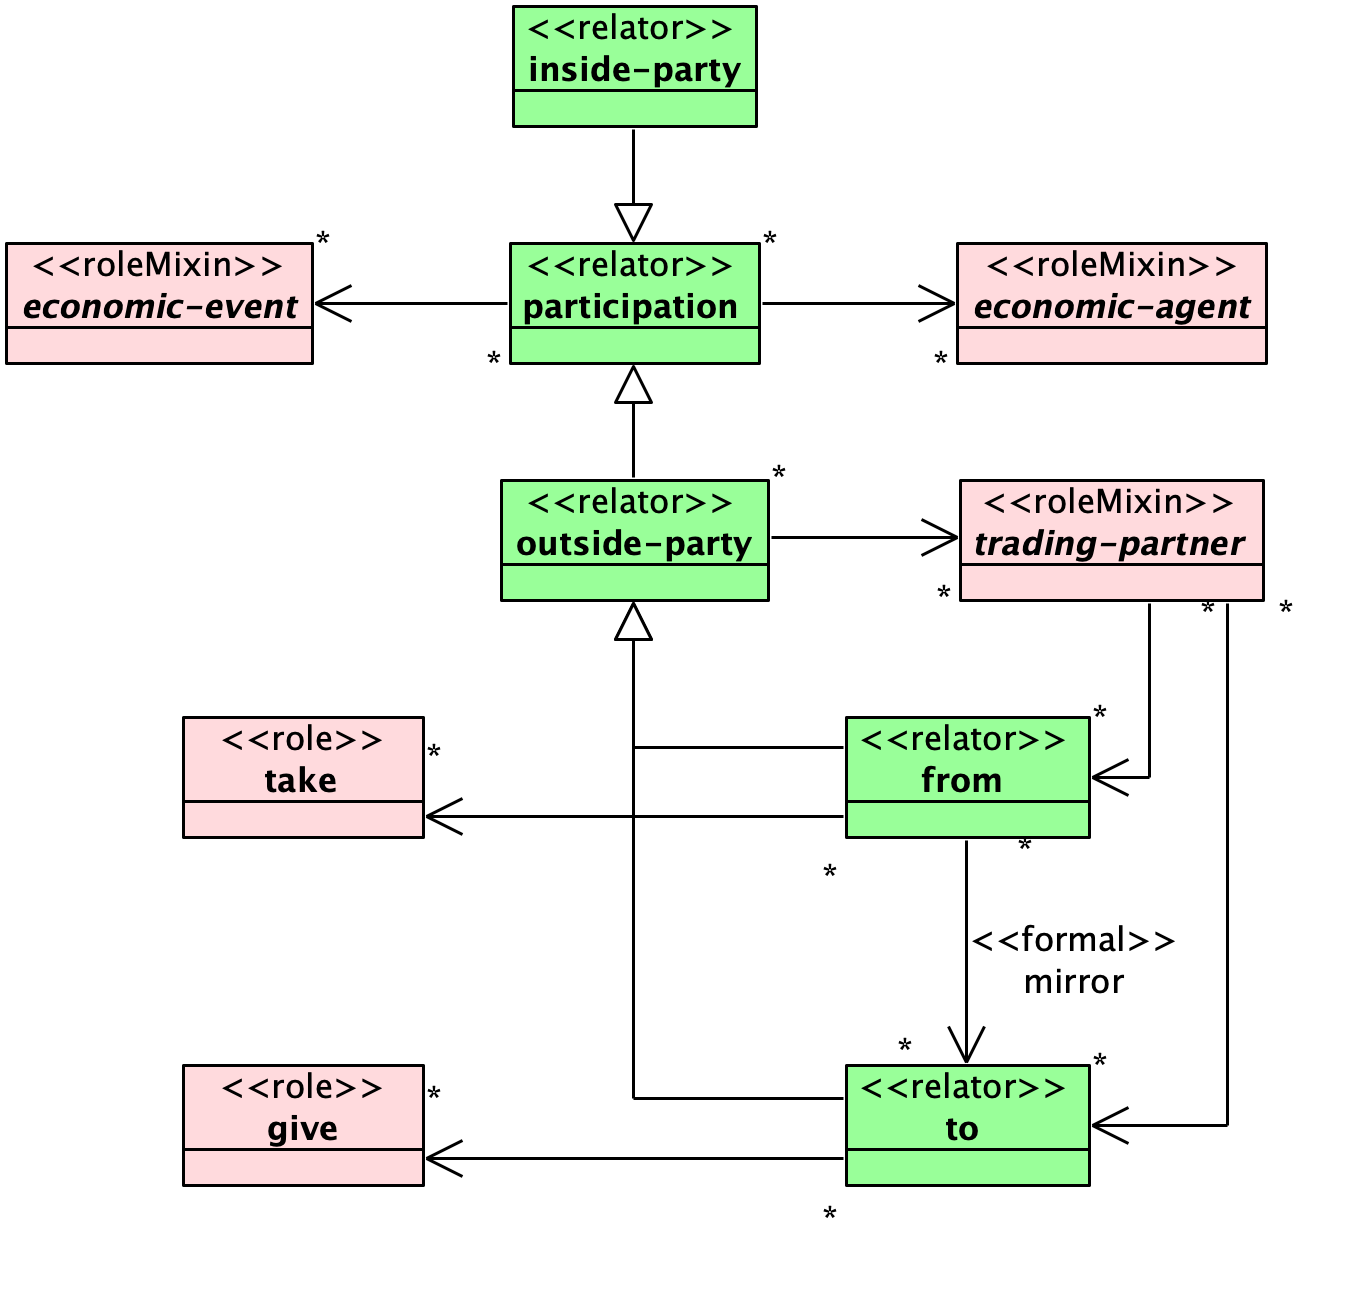 <<relator>>
inside-party
*
*
<<roleMixin>>
economic-event
<<relator>>
participation
<<roleMixin>>
economic-agent
*
*
*
<<relator>>
outside-party
<<roleMixin>>
trading-partner
*
*
*
*
<<role>>
take
*
<<relator>>
from
*
*
<<formal>>
mirror
*
*
<<role>>
give
*
<<relator>>
to
*